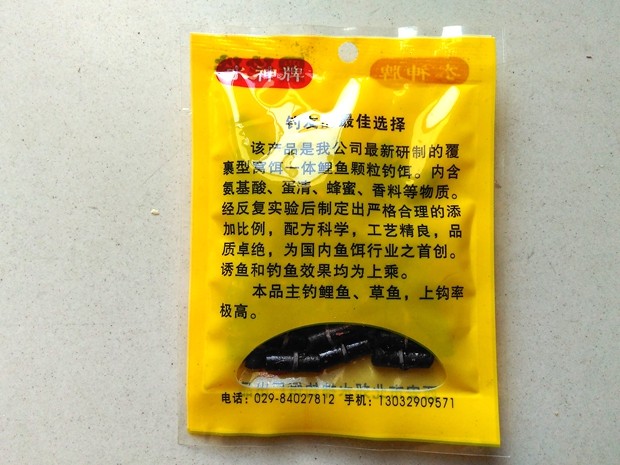 水神牌
水神牌
钓友的最佳选择
该产品是我公司最新研制的覆
裹型窝饵一体鲤鱼颗粒钓饵。内含
氨基酸、蛋清、蜂蜜、香料等物质。
经反复实验后制定出严格合理的添
加比例，配方科学，工艺精良，品
质卓绝，为国内鱼饵行业之首创。
诱鱼和钓鱼效果均为上乘。
本品主钓鲤鱼、草鱼，上钩率
极高。
电话：029-84027812 手机：13032909571